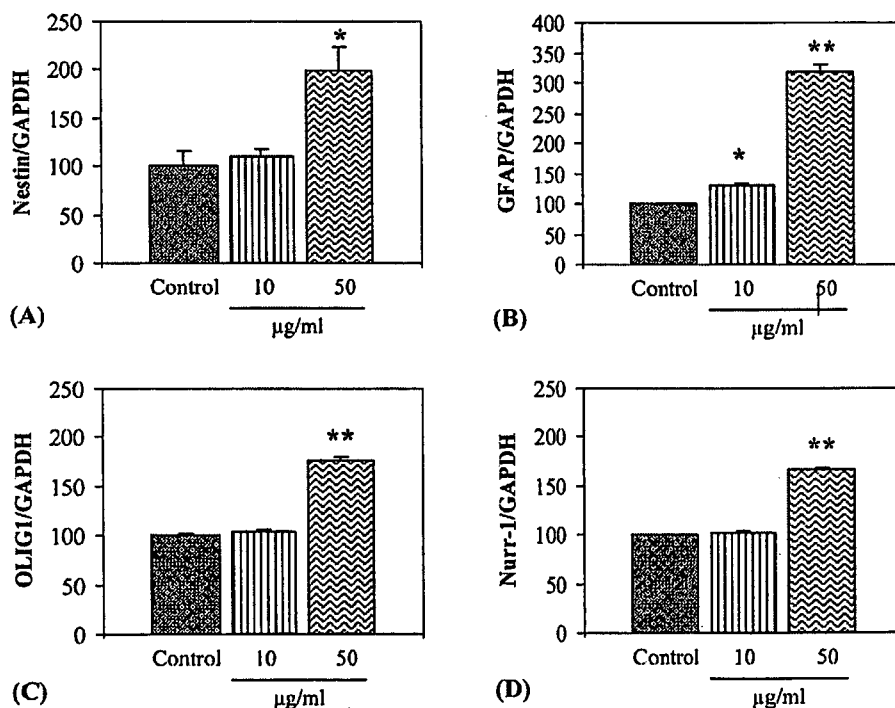 Nestin/GAPDH
250
200
150
100
50
0
*
Control 10 50
µg/ml
(A)
GFAP/GAPDH
400
350
300
250
200
150
100
50
0
*
**
Control 10 50
µg/ml
(B)
OLIG1/GAPDH
250
200
150
100
50
0
**
Control 10 50
µg/ml
(C)
Nurr-1/GAPDH
250
200
150
100
50
0
**
Control 10 50
µg/ml
(D)